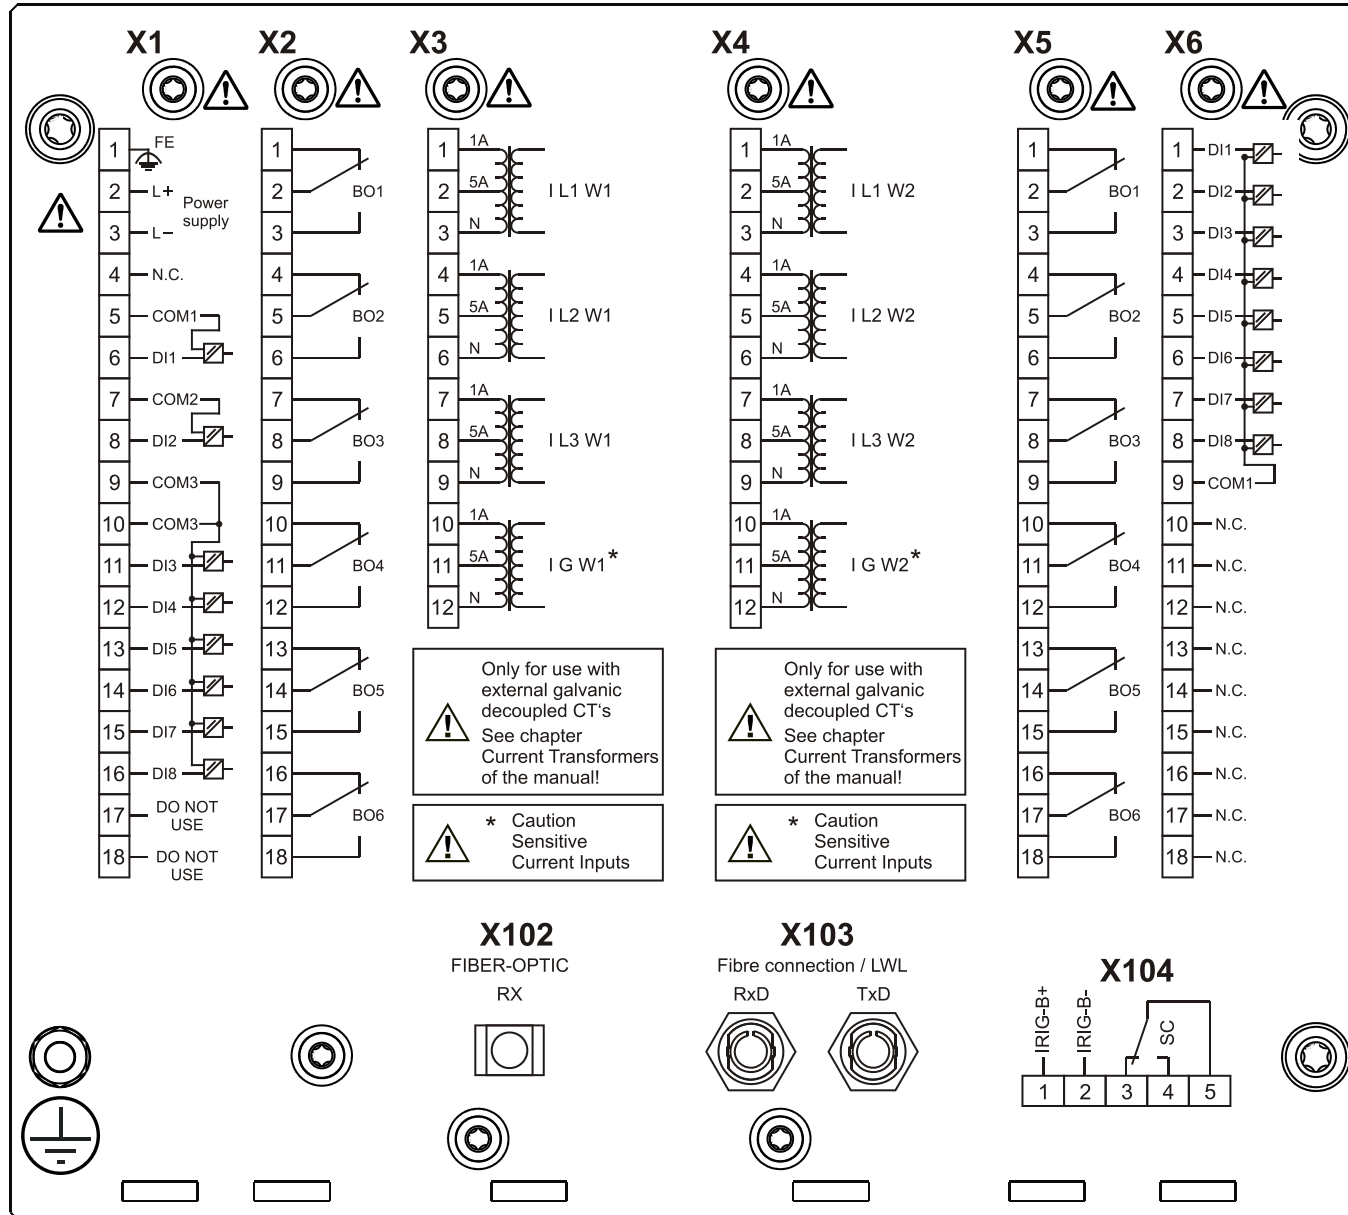 X1
X2
X3
X4
X5
X6
1 FE
2 L+
Power
supply
3 L−
4 N.C.
5 COM1
6 DI1
7 COM2
8 DI2
9 COM3
10 COM3
11 DI3
12 DI4
13 DI5
14 DI6
15 DI7
16 DI8
17 DO NOT
USE
18 DO NOT
USE
1
2 BO1
3
4
5 BO2
6
7
8 BO3
9
10
11 BO4
12
13
14 BO5
15
16
17 BO6
18
1 1A
2 5A I L1 W1
3 N
4 1A
5 5A I L2 W1
6 N
7 1A
8 5A I L3 W1
9 N
10 1A
11 5A I G W1*
12 N
Only for use with
external galvanic
decoupled CT‘s
See chapter
Current Transformers
of the manual!
* Caution
Sensitive
Current Inputs
1 1A
2 5A I L1 W2
3 N
4 1A
5 5A I L2 W2
6 N
7 1A
8 5A I L3 W2
9 N
10 1A
11 5A I G W2*
12 N
Only for use with
external galvanic
decoupled CT‘s
See chapter
Current Transformers
of the manual!
* Caution
Sensitive
Current Inputs
1
2 BO1
3
4
5 BO2
6
7
8 BO3
9
10
11 BO4
12
13
14 BO5
15
16
17 BO6
18
1 DI1
2 DI2
3 DI3
4 DI4
5 DI5
6 DI6
7 DI7
8 DI8
9 COM1
10 N.C.
11 N.C.
12 N.C.
13 N.C.
14 N.C.
15 N.C.
16 N.C.
17 N.C.
18 N.C.
X102
FIBER-OPTIC
RX
X103
Fibre connection / LWL
RxD TxD
X104
IRIG-B+
IRIG-B-
SC
1 2 3 4 5